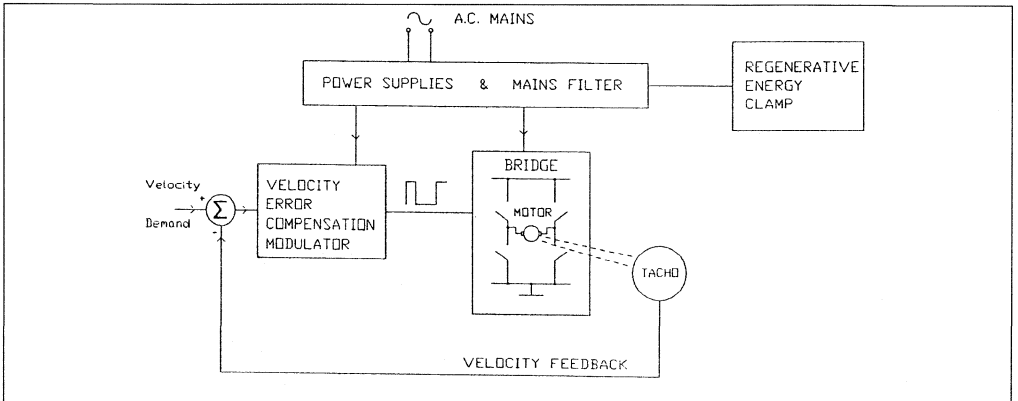 A.C. MAINS
POWER SUPPLIES & MAINS FILTER
REGENERATIVE
ENERGY
CLAMP
BRIDGE
MOTOR
Velocity
Demand
+
Σ
-
VELOCITY
ERROR
COMPENSATION
MODULATOR
TACHO
VELOCITY FEEDBACK